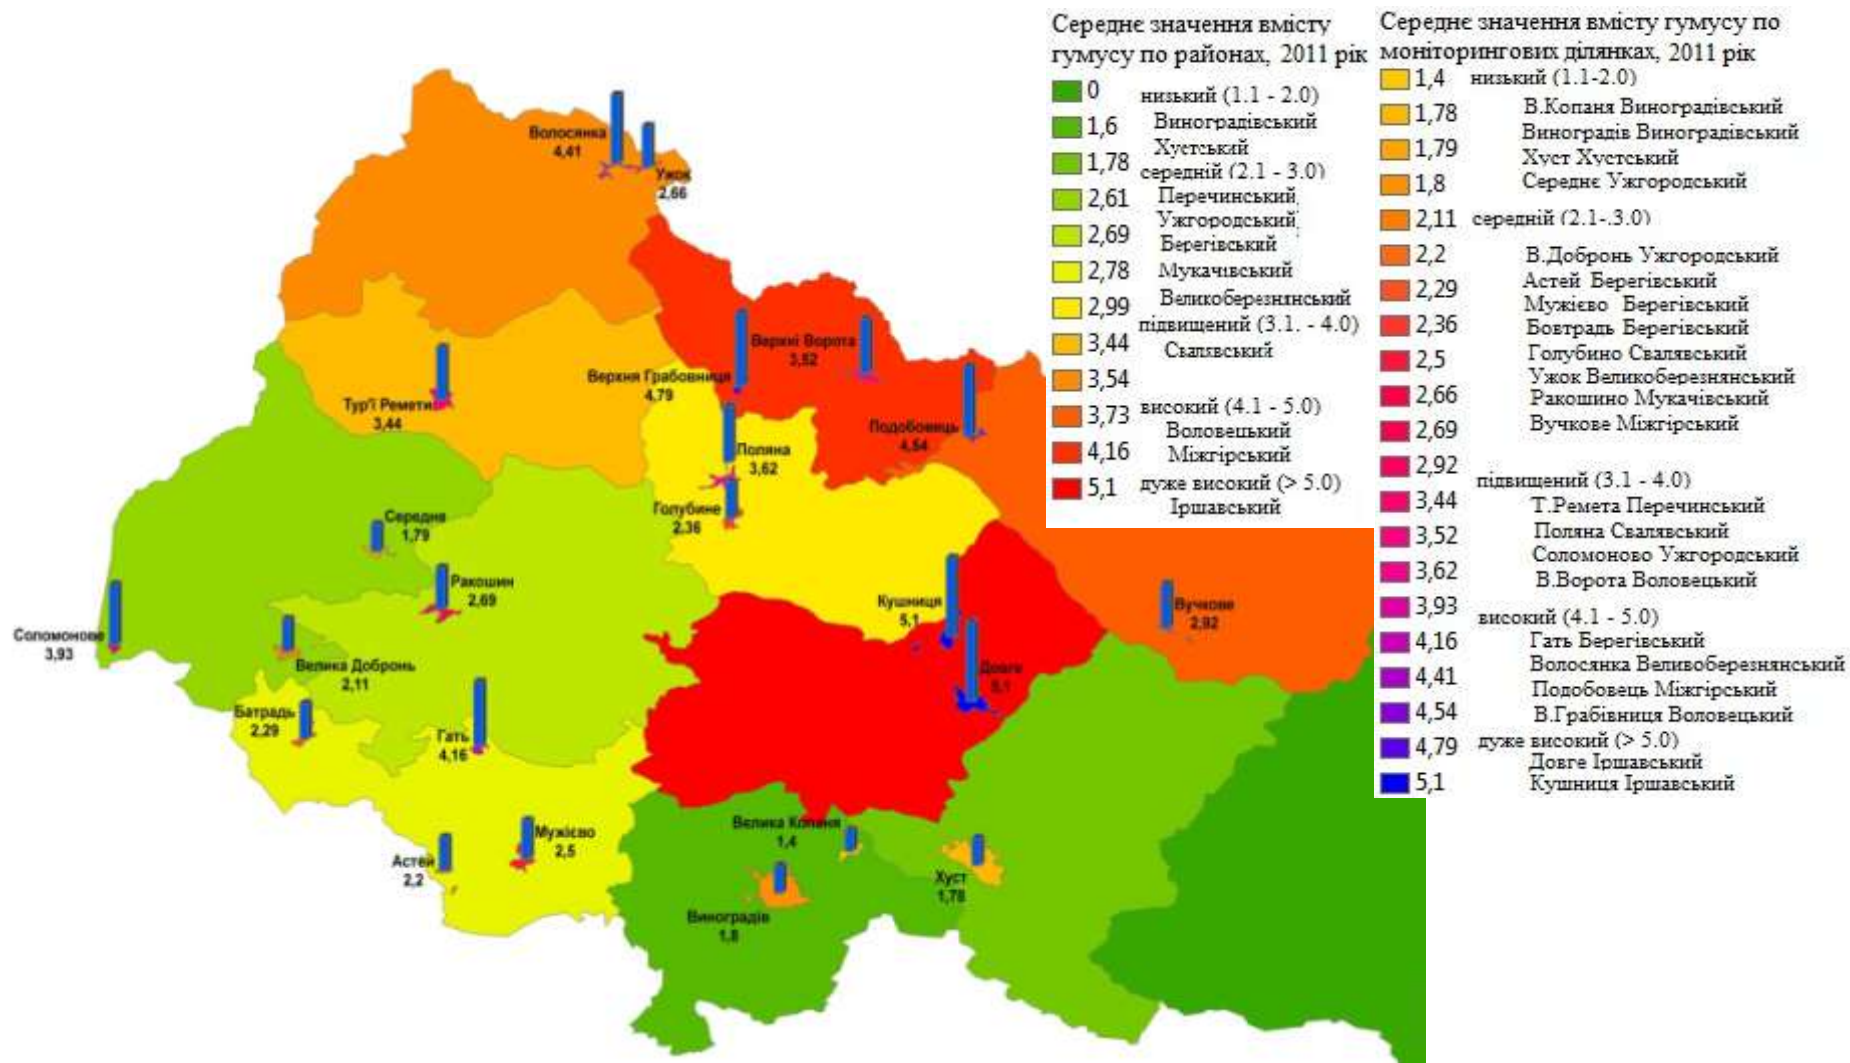 Волосянка
4,41
Ужок
2,66
Верхні Ворота
3,52
Верхня Грабовниця
4,79
Тур'ї Ремети
3,44
Подобовець
4,54
Поляна
3,62
Голубине
2,36
Середнє
1,79
Ракошин
2,69
Кушниця
5,1
Вучкове
2,92
Соломонове
3,93
Велика Добронь
2,11
Довге
5,1
Батрадь
2,29
Гать
4,16
Мужієво
2,5
Астей
2,2
Велика Копаня
1,4
Хуст
1,78
Виноградів
1,8
Середнє значення вмісту
гумусу по районах, 2011 рік
0
низький (1.1 - 2.0)
1,6
Виноградівський
Хустський
1,78
середній (2.1 - 3.0)
2,61
Перечинський
Ужгородський
2,69
Берегівський
2,78
Мукачівський
2,99
Великоберезнянський
підвищений (3.1. - 4.0)
3,44
Свалявський
3,54
3,73
високий (4.1 - 5.0)
Воловецький
4,16
Міжгірський
5,1
дуже високий (> 5.0)
Іршавський
Середнє значення вмісту гумусу по
моніторингових ділянках, 2011 рік
1,4
низький (1.1-2.0)
1,78
В.Копаня Виноградівський
Виноградів Виноградівський
1,79
Хуст Хустський
1,8
Середнє Ужгородський
2,11
середній (2.1-.3.0)
2,2
В.Добронь Ужгородський
Астей Берегівський
2,29
Мужієво Берегівський
2,36
Бовтрадь Берегівський
2,5
Голубино Свалявський
Ужок Великоберезнянський
2,66
Ракошино Мукачівський
2,69
Вучкове Міжгірський
2,92
підвищений (3.1 - 4.0)
3,44
Т.Ремета Перечинський
3,52
Поляна Свалявський
Соломоново Ужгородський
3,62
В.Ворота Воловецький
3,93
високий (4.1 - 5.0)
4,16
Гать Берегівський
Волосянка Великоберезнянський
4,41
Подобовець Міжгірський
4,54
В.Грабівниця Воловецький
4,79
дуже високий (> 5.0)
Довге Іршавський
5,1
Кушниця Іршавський